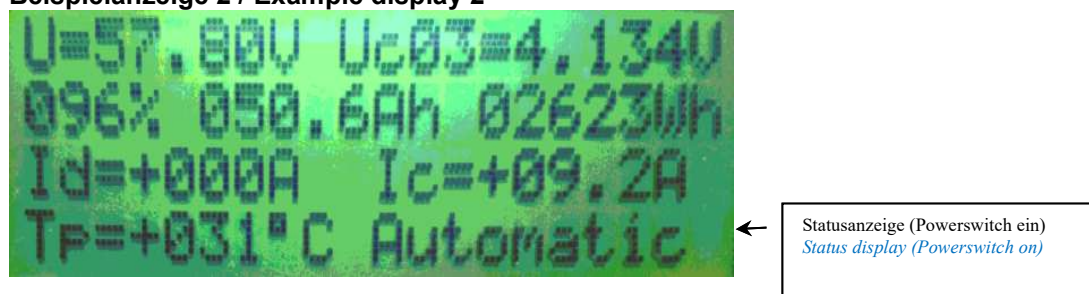 Beispielanzeige 2 / Example display 2
U=57.80V Uc03=4.134V
096% 050.6Ah 02623Wh
Id=+000A Ic=+09.2A
Tp=+031°C Automatic
Statusanzeige (Powerswitch ein)
Status display (Powerswitch on)